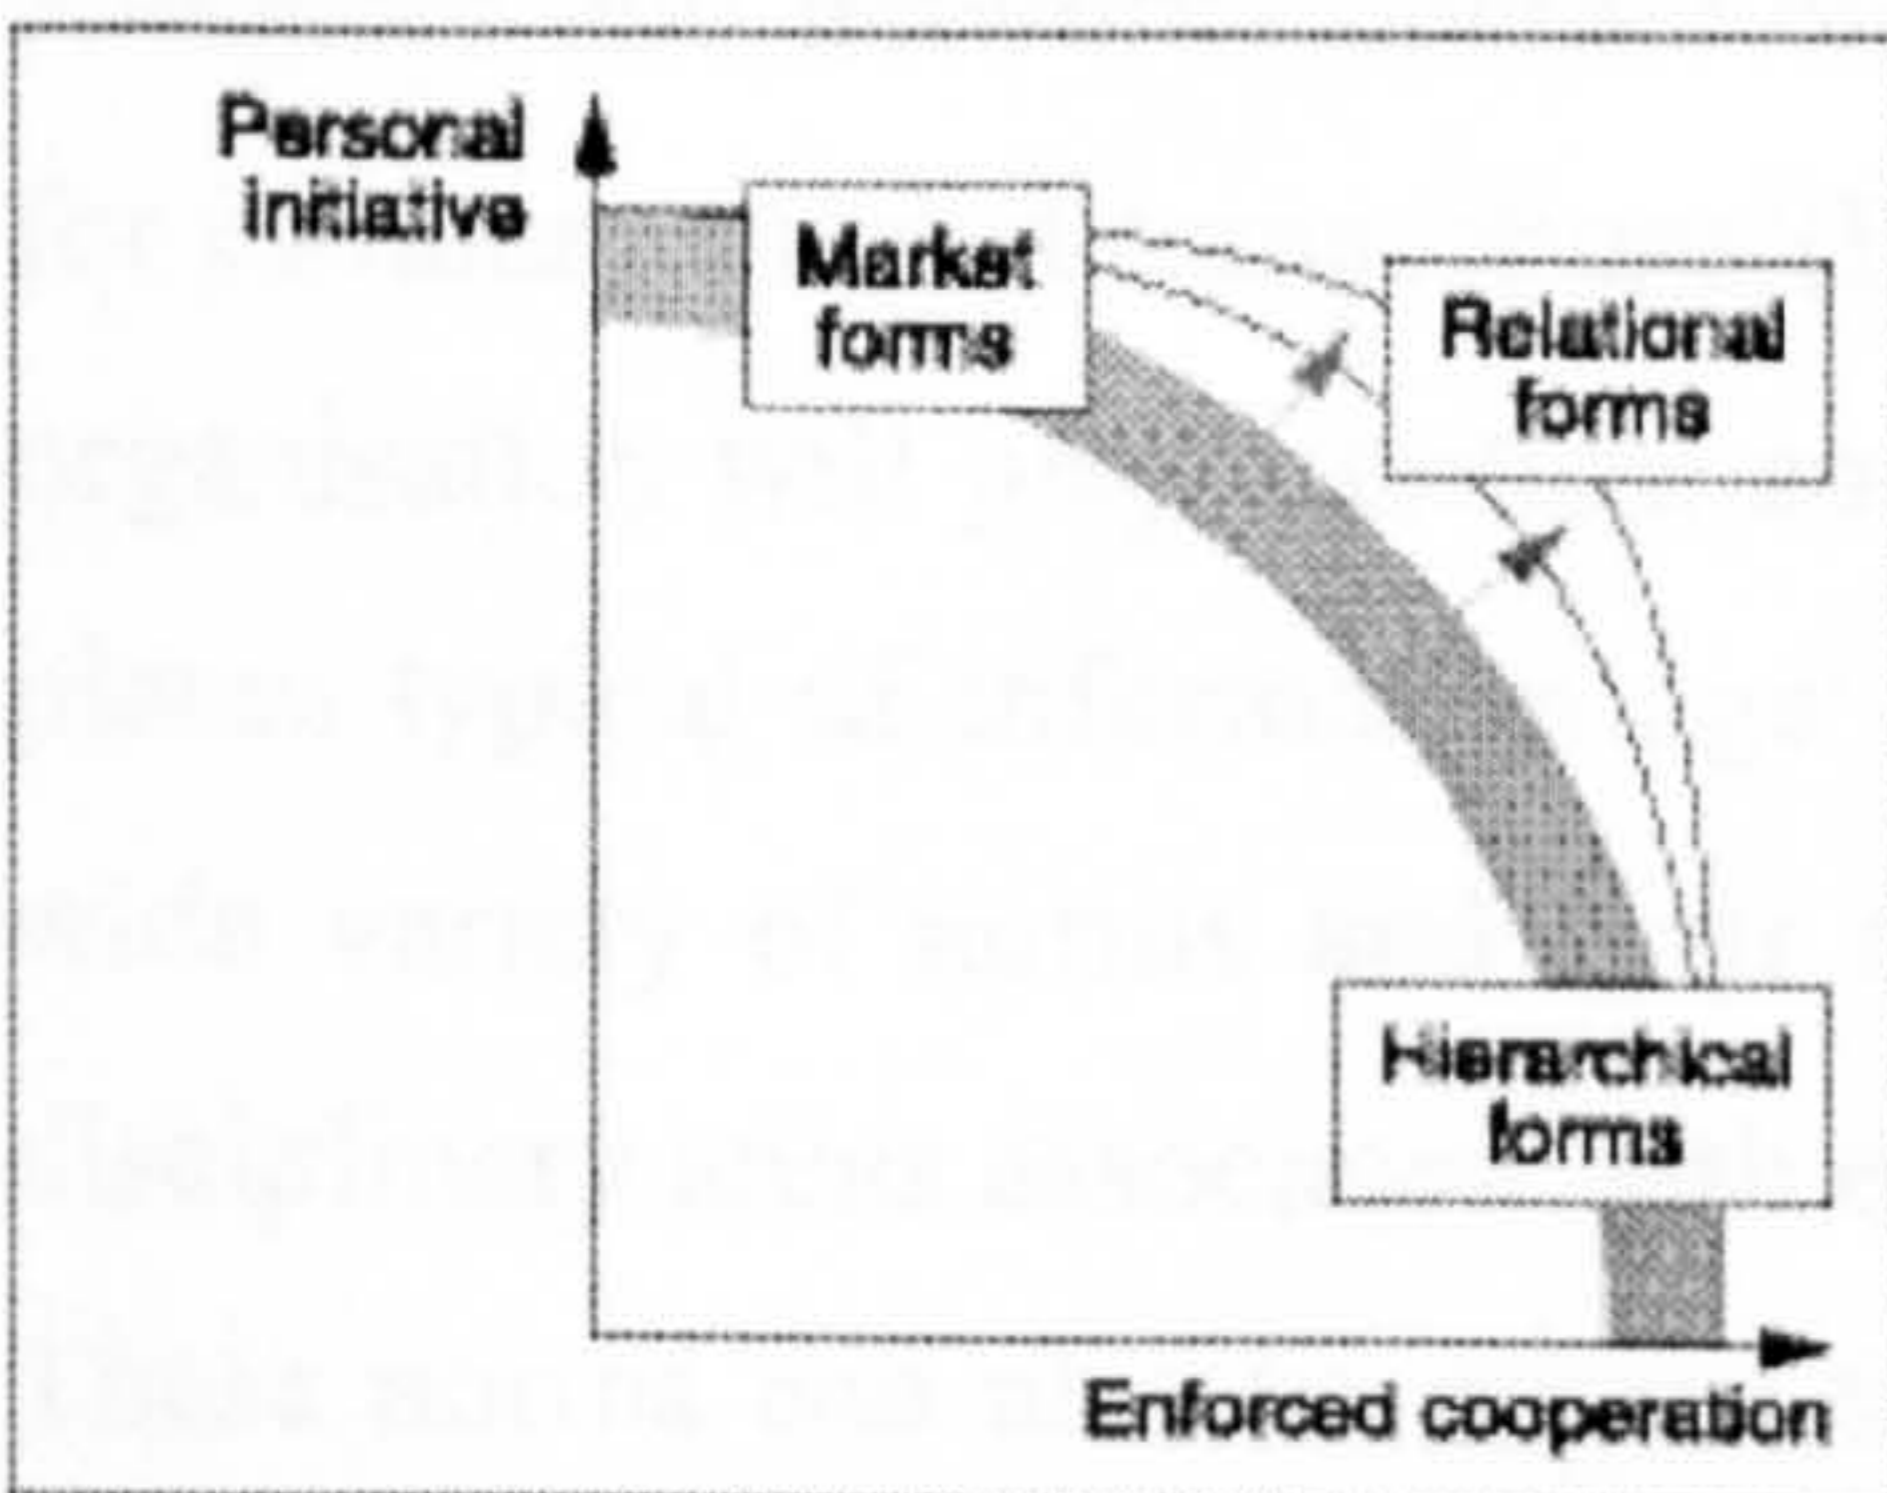 Personal
initiative
Market
forms
Relational
forms
Hierarchical
forms
Enforced cooperation